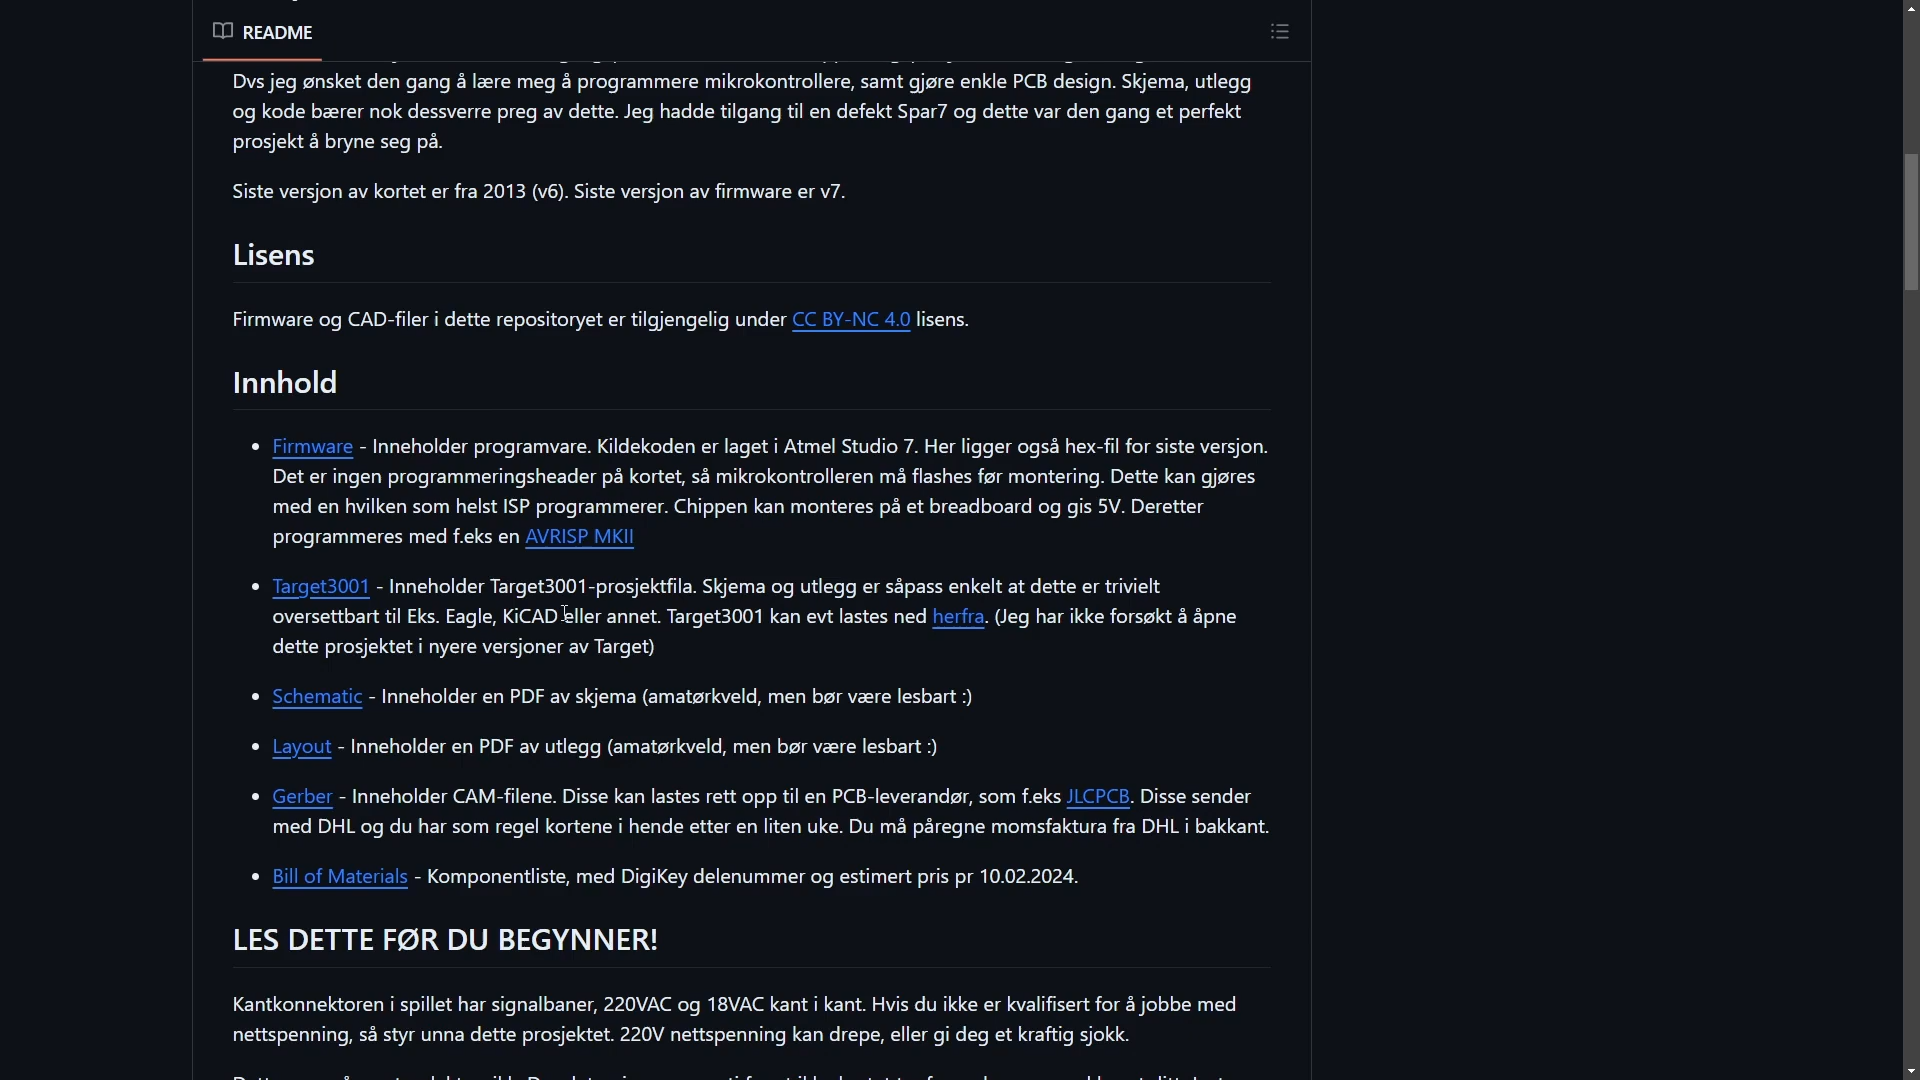 README
Dvs jeg ønsket den gang å lære meg å programmere mikrokontrollere, samt gjøre enkle PCB design. Skjema, utlegg
og kode bærer nok dessverre preg av dette. Jeg hadde tilgang til en defekt Spar7 og dette var den gang et perfekt
prosjekt å bryne seg på.
Siste versjon av kortet er fra 2013 (v6). Siste versjon av firmware er v7.
Lisens
Firmware og CAD-filer i dette repositoryet er tilgjengelig under CC BY-NC 4.0 lisens.
Innhold
• Firmware - Inneholder programvare. Kildekoden er laget i Atmel Studio 7. Her ligger også hex-fil for siste versjon.
Det er ingen programmeringsheader på kortet, så mikrokontrolleren må flashes før montering. Dette kan gjøres
med en hvilken som helst ISP programmerer. Chippen kan monteres på et breadboard og gis 5V. Deretter
programmeres med f.eks en AVRISP MKII
• Target3001 - Inneholder Target3001-prosjektfila. Skjema og utlegg er såpass enkelt at dette er trivielt
oversettbart til Eks. Eagle, KiCAD eller annet. Target3001 kan evt lastes ned herfra. (Jeg har ikke forsøkt å åpne
dette prosjektet i nyere versjoner av Target)
• Schematic - Inneholder en PDF av skjema (amatørkveld, men bør være lesbart :)
• Layout - Inneholder en PDF av utlegg (amatørkveld, men bør være lesbart :)
• Gerber - Inneholder CAM-filene. Disse kan lastes rett opp til en PCB-leverandør, som f.eks JLCPCB. Disse sender
med DHL og du har som regel kortene i hende etter en liten uke. Du må påregne momsfaktura fra DHL i bakkant.
• Bill of Materials - Komponentliste, med DigiKey delenummer og estimert pris pr 10.02.2024.
LES DETTE FØR DU BEGYNNER!
Kantkonnektoren i spillet har signalbaner, 220VAC og 18VAC kant i kant. Hvis du ikke er kvalifisert for å jobbe med
nettspenning, så styr unna dette prosjektet. 220V nettspenning kan drepe, eller gi deg et kraftig sjokk.